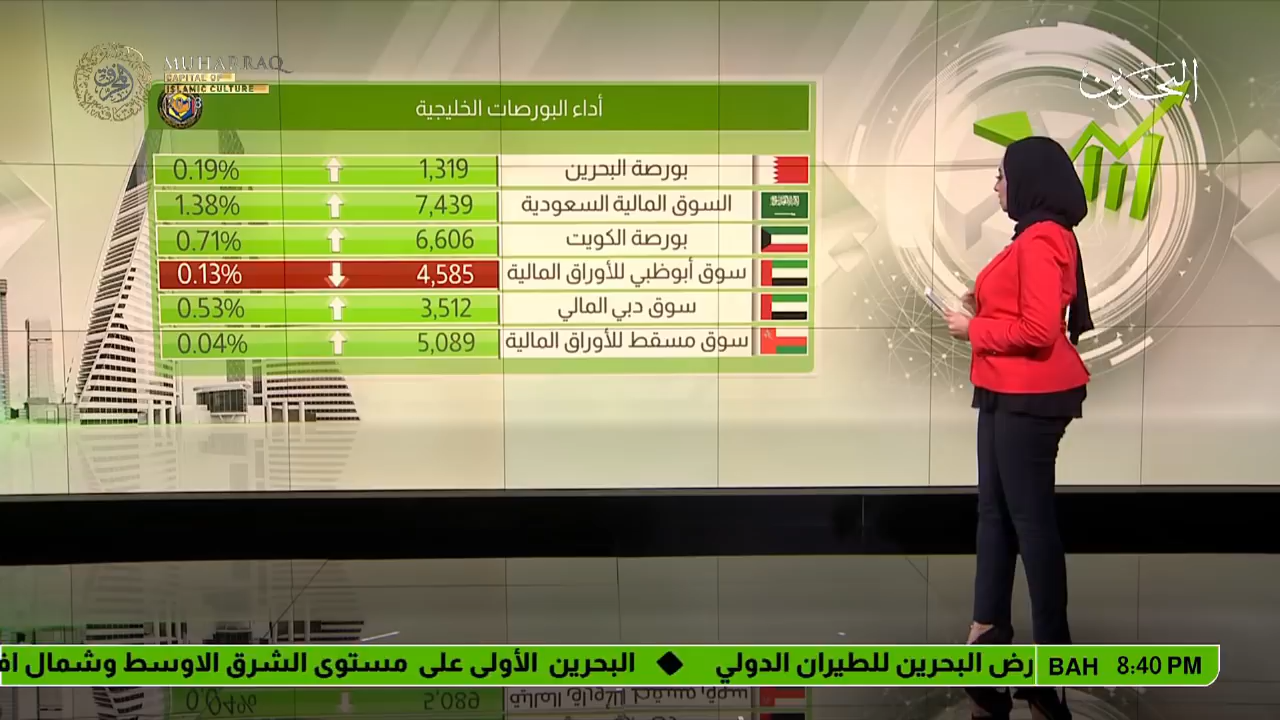 MUHARRAQ
CAPITAL OF
ISLAMIC CULTURE
البحرين
أداء البورصات الخليجية
بورصة البحرين 1,319 0.19%
السوق المالية السعودية 7,439 1.38%
بورصة الكويت 6,606 0.71%
سوق أبوظبي للأوراق المالية 4,585 0.13%
سوق دبي المالي 3,512 0.53%
سوق مسقط للأوراق المالية 5,089 0.04%
BAH 8:40 PM
رض البحرين للطيران الدولي ◆ البحرين الأولى على مستوى الشرق الاوسط وشمال اف